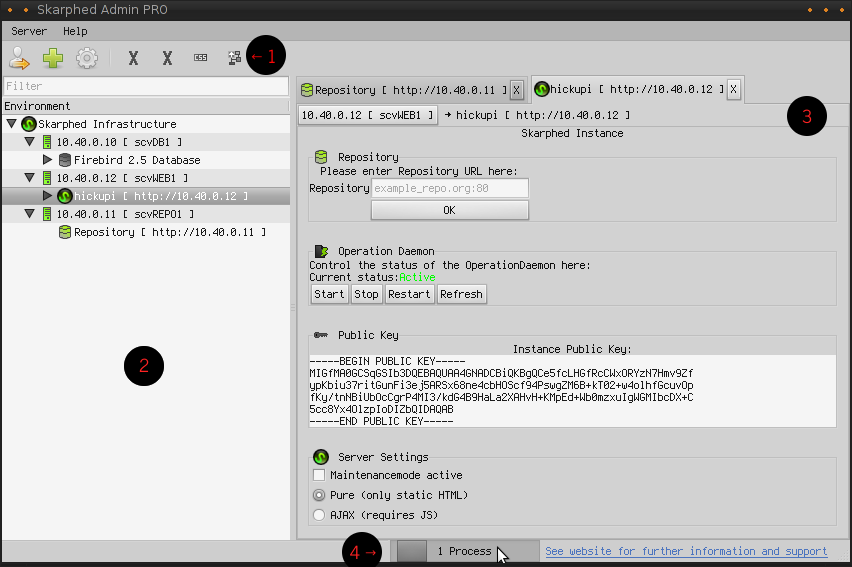 Skarphed Admin PRO
Server Help
X X CSS ← 1
Filter
Environment
Skarphed Infrastructure
10.40.0.10 [ scvDB1 ]
Firebird 2.5 Database
10.40.0.12 [ scvWEB1 ]
hickupi [ http://10.40.0.12 ]
10.40.0.11 [ scvREPO1 ]
Repository [ http://10.40.0.11 ]
2
Repository [ http://10.40.0.11 ] X hickupi [ http://10.40.0.12 ] X
10.40.0.12 [ scvWEB1 ] → hickupi [ http://10.40.0.12 ]
3
Skarphed Instance
Repository
Please enter Repository URL here:
Repository example_repo.org:80
OK
Operation Daemon
Control the status of the OperationDaemon here:
Current status:Active
Start Stop Restart Refresh
Public Key
Instance Public Key:
-----BEGIN PUBLIC KEY-----
MIGfMA0GCSqGSIb3DQEBAQUAA4GNADCBiQKBgQCe5fcLHGfRcCWxORYzN7Hmv9Zf
ypKbiu37ritGunFi3ej5ARSx68ne4cbHOScf94PswgZM6B+kT02+w4olhfGcuvOp
fKy/tnNBiUbOcCgrP4MI3/kdG4B9HaLa2XAHvH+KMpEd+Wb0mzxuIgWGMIbcDX+C
5cc8Yx4OlzpIoDIZbQIDAQAB
-----END PUBLIC KEY-----
Server Settings
Maintenancemode active
Pure (only static HTML)
AJAX (requires JS)
4 → 1 Process See website for further information and support